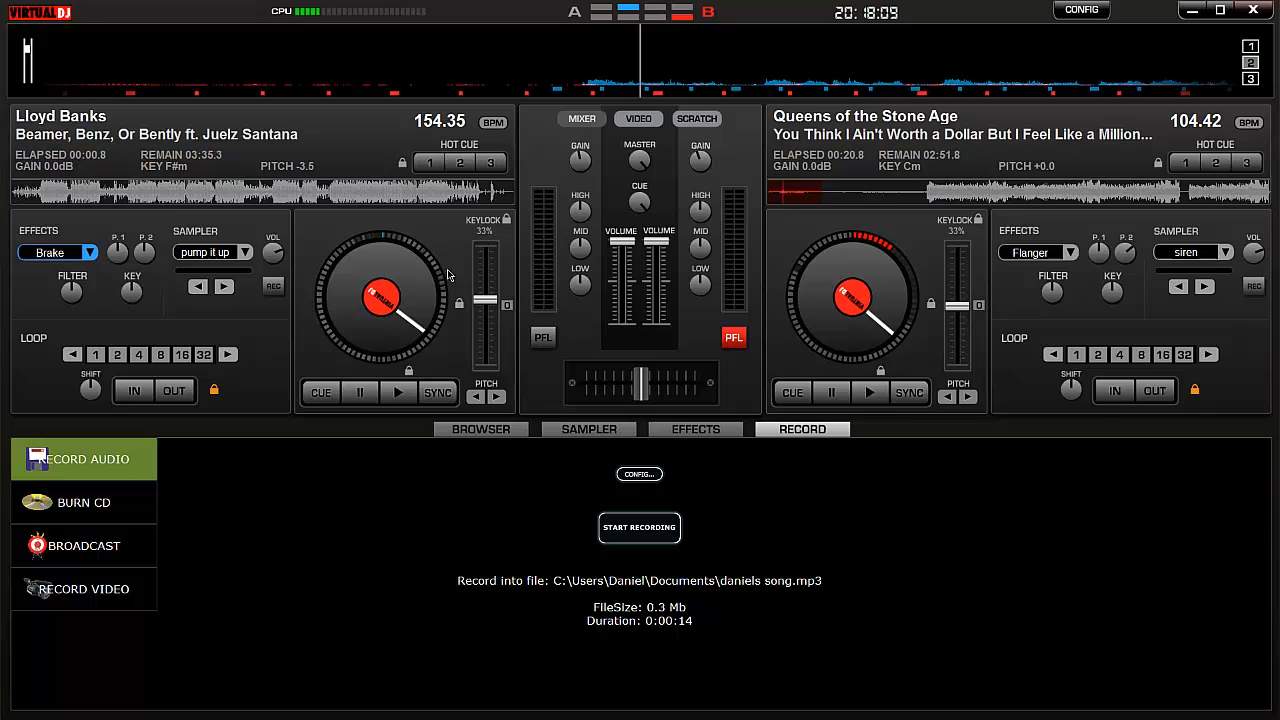 VIRTUAL DJ
CPU
A
B
20:18:09
CONFIG
1
2
3
Lloyd Banks
Beamer, Benz, Or Bently ft. Juelz Santana
154.35 BPM
ELAPSED 00:00.8 REMAIN 03:35.3
GAIN 0.0dB KEY F#m PITCH -3.5
HOT CUE
1 2 3
MIXER VIDEO SCRATCH
GAIN MASTER GAIN
CUE
HIGH HIGH
MID MID
LOW LOW
VOLUME VOLUME
PFL PFL
Queens of the Stone Age
You Think I Ain't Worth a Dollar But I Feel Like a Million...
104.42 BPM
ELAPSED 00:20.8 REMAIN 02:51.8
GAIN 0.0dB KEY Cm PITCH +0.0
HOT CUE
1 2 3
EFFECTS P. 1 P. 2 SAMPLER VOL
Brake pump it up
FILTER KEY REC
LOOP
1 2 4 8 16 32
SHIFT IN OUT
KEYLOCK
33%
CUE SYNC PITCH
KEYLOCK
33%
CUE SYNC PITCH
EFFECTS P. 1 P. 2 SAMPLER VOL
Flanger siren
FILTER KEY REC
LOOP
1 2 4 8 16 32
SHIFT IN OUT
BROWSER SAMPLER EFFECTS RECORD
RECORD AUDIO
BURN CD
BROADCAST
RECORD VIDEO
CONFIG...
START RECORDING
Record into file: C:\Users\Daniel\Documents\daniels song.mp3
FileSize: 0.3 Mb
Duration: 0:00:14